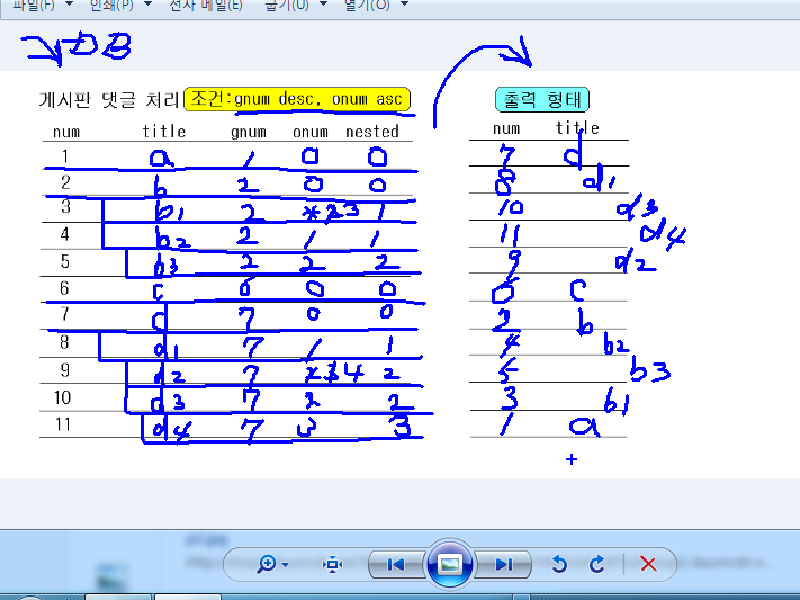 파일(F) 인쇄(P) 전자 메일(E) 굽기(U) 열기(O)
→DB
게시판 댓글 처리 조건:gnum desc, onum asc
num title gnum onum nested
1 a 1 0 0
2 b 2 0 0
3 b1 2 3 1
4 b2 2 1 1
5 b3 2 2 2
6 c 6 0 0
7 d 7 0 0
8 d1 7 1 1
9 d2 7 4 2
10 d3 7 2 2
11 d4 7 3 3
출력 형태
num title
7 d
8 d1
10 d3
11 d4
9 d2
6 c
2 b
4 b2
5 b3
3 b1
1 a